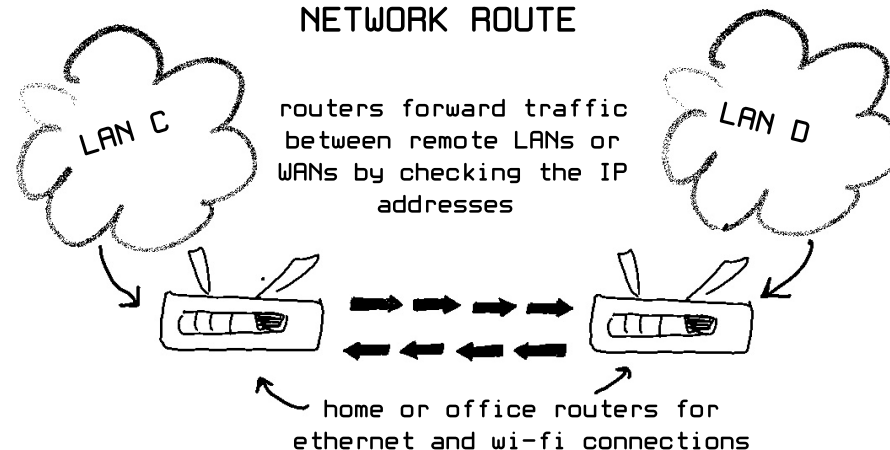 NETWORK ROUTE
LAN C
LAN D
routers forward traffic
between remote LANs or
WANs by checking the IP
addresses
home or office routers for
ethernet and wi-fi connections